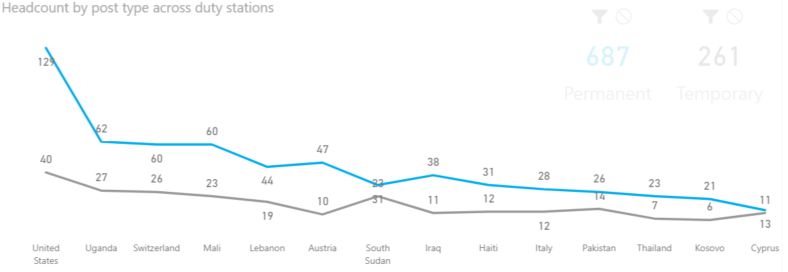 Headcount by post type across duty stations
687
261
Permanent
Temporary
129
62
60
60
44
47
23
38
31
28
26
23
21
11
40
27
26
23
19
10
31
11
12
12
14
7
6
13
United States
Uganda
Switzerland
Mali
Lebanon
Austria
South Sudan
Iraq
Haiti
Italy
Pakistan
Thailand
Kosovo
Cyprus